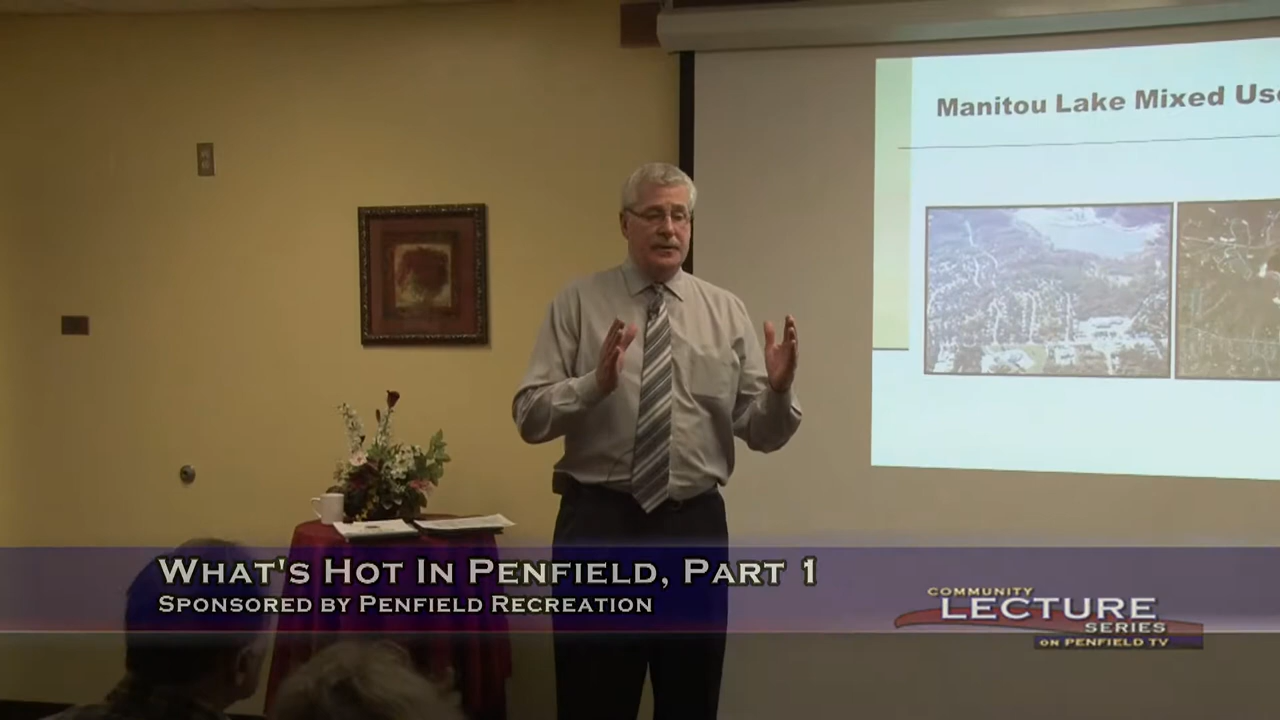 Manitou Lake Mixed Use
What's Hot In Penfield, Part 1
Sponsored by Penfield Recreation
COMMUNITY
LECTURE
SERIES
ON PENFIELD TV